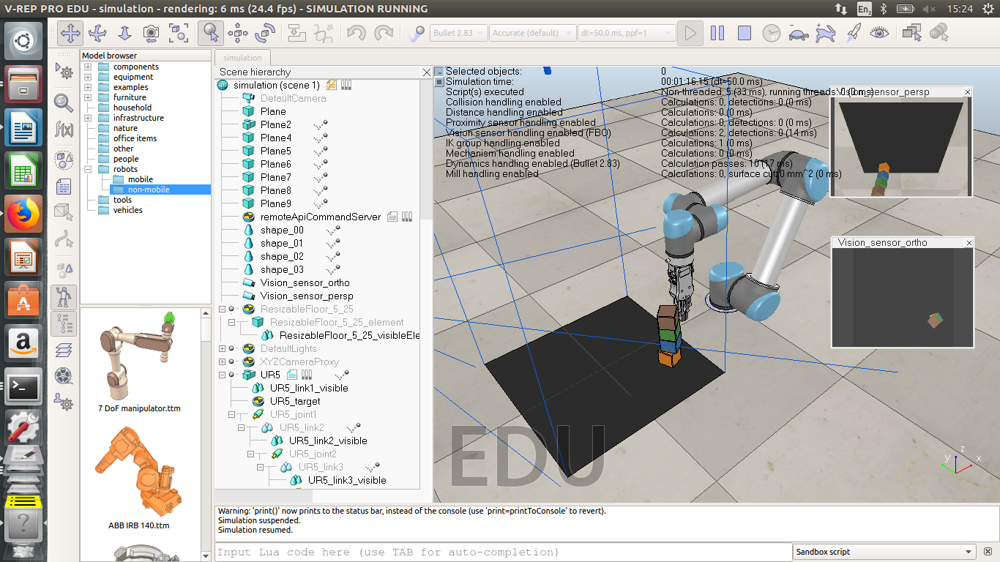 V-REP PRO EDU - simulation - rendering: 6 ms (24.4 fps) - SIMULATION RUNNING
En2
15:24
Bullet 2.83
Accurate (default)
dt=50.0 ms, ppf=1
RT
Model browser
components
equipment
examples
furniture
household
infrastructure
nature
office items
other
people
robots
mobile
non-mobile
tools
vehicles
7 DoF manipulator.ttm
ABB IRB 140.ttm
simulation
Scene hierarchy
simulation (scene 1)
DefaultCamera
Plane
Plane2
Plane4
Plane5
Plane6
Plane7
Plane8
Plane9
remoteApiCommandServer
shape_00
shape_01
shape_02
shape_03
Vision_sensor_ortho
Vision_sensor_persp
ResizableFloor_5_25
ResizableFloor_5_25_element
ResizableFloor_5_25_visibleEle
DefaultLights
XYZCameraProxy
UR5
UR5_link1_visible
UR5_target
UR5_joint1
UR5_link2
UR5_link2_visible
UR5_joint2
UR5_link3
UR5_link3_visible
Selected objects: 0
Simulation time: 00:01:16.15 (dt=50.0 ms)
Script(s) executed Non-threaded: 5 (33 ms), running threads: 0 (0 ms)
Collision handling enabled Calculations: 0, detections: 0 (0 ms)
Distance handling enabled Calculations: 0 (0 ms)
Proximity sensor handling enabled Calculations: 0, detections: 0 (0 ms)
Vision sensor handling enabled (FBO) Calculations: 2, detections: 0 (14 ms)
IK group handling enabled Calculations: 1 (0 ms)
Mechanism handling enabled Calculations: 0 (0 ms)
Dynamics handling enabled (Bullet 2.83) Calculation passes: 10 (17 ms)
Mill handling enabled Calculations: 0, surface cut: 0 mm^2 (0 ms)
Vision_sensor_persp
Vision_sensor_ortho
EDU
z
y
x
Warning: 'print()' now prints to the status bar, instead of the console (use 'print=printToConsole' to revert).
Simulation suspended.
Simulation resumed.
Input Lua code here (use TAB for auto-completion)
Sandbox script